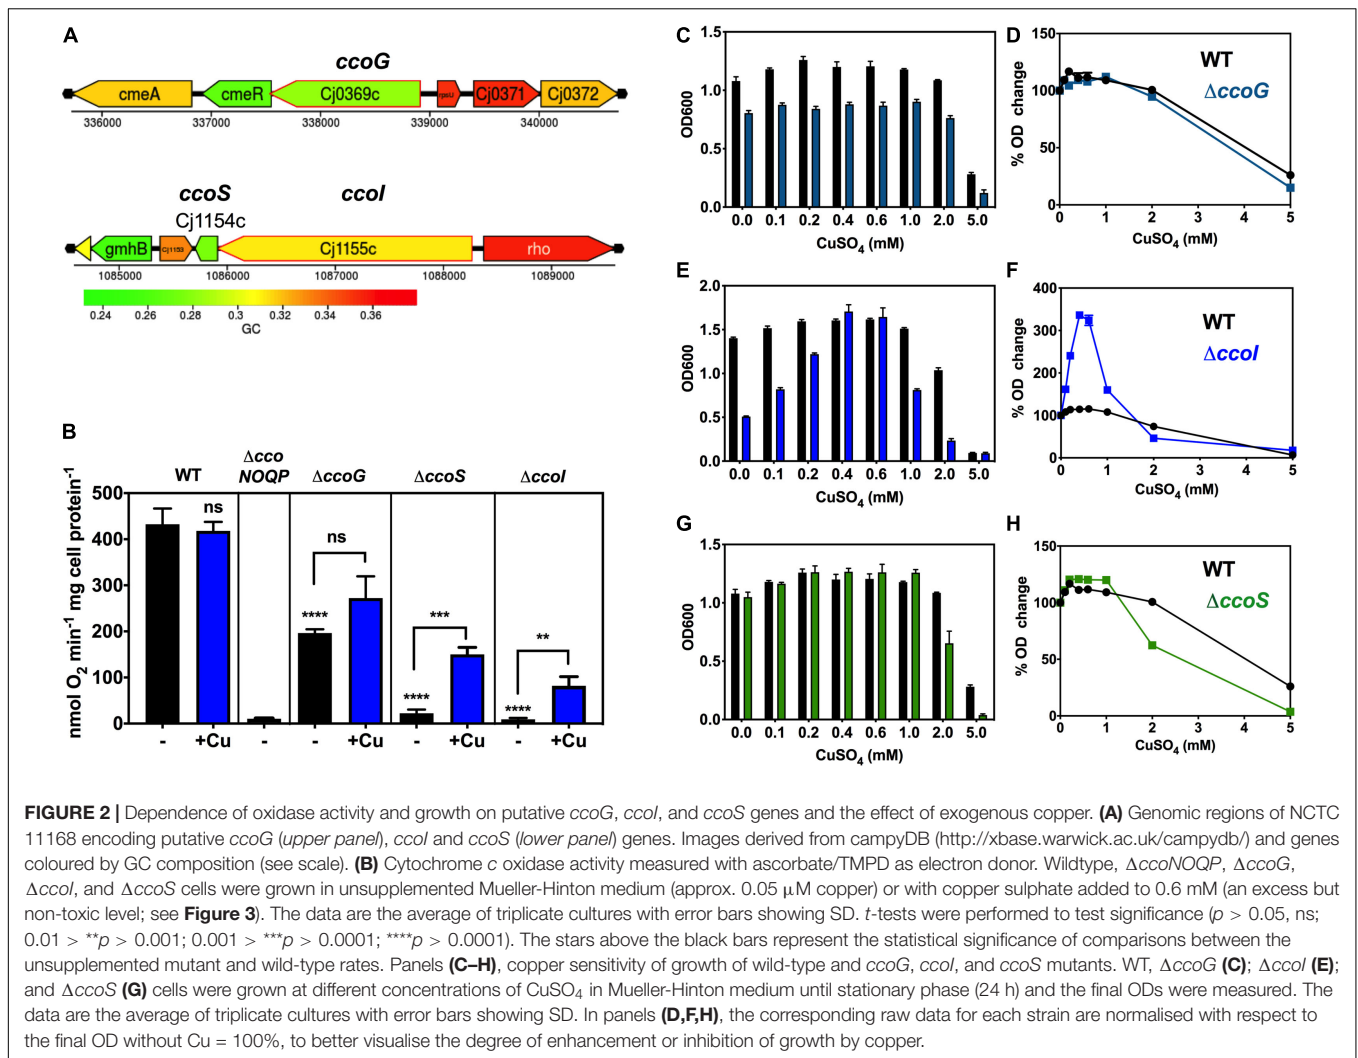 A
ccoG
cmeA
cmeR
Cj0369c
rpsU
Cj0371
Cj0372
336000
337000
338000
339000
340000
ccoS
ccoI
Cj1154c
gmhB
Cj1153
Cj1155c
rho
1085000
1086000
1087000
1088000
1089000
0.24
0.26
0.28
0.3
0.32
0.34
0.36
GC
B
WT
Δcco
NOQP
ΔccoG
ΔccoS
ΔccoI
nmol O2 min-1 mg cell protein-1
500
400
300
200
100
0
ns
****
ns
****
***
****
**
-
+Cu
-
-
+Cu
-
+Cu
-
+Cu
C
OD600
1.5
1.0
0.5
0.0
0.0 0.1 0.2 0.4 0.6 1.0 2.0 5.0
CuSO4 (mM)
D
% OD change
150
100
50
0
WT
ΔccoG
0 1 2 3 4 5
CuSO4 (mM)
E
OD600
2.0
1.5
1.0
0.5
0.0
0.0 0.1 0.2 0.4 0.6 1.0 2.0 5.0
CuSO4 (mM)
F
% OD change
400
300
200
100
0
WT
ΔccoI
0 1 2 3 4 5
CuSO4 (mM)
G
OD600
1.5
1.0
0.5
0.0
0.0 0.1 0.2 0.4 0.6 1.0 2.0 5.0
CuSO4 (mM)
H
% OD change
150
100
50
0
WT
ΔccoS
0 1 2 3 4 5
CuSO4 (mM)
FIGURE 2 | Dependence of oxidase activity and growth on putative ccoG, ccoI, and ccoS genes and the effect of exogenous copper. (A) Genomic regions of NCTC
11168 encoding putative ccoG (upper panel), ccoI and ccoS (lower panel) genes. Images derived from campyDB (http://xbase.warwick.ac.uk/campydb/) and genes
coloured by GC composition (see scale). (B) Cytochrome c oxidase activity measured with ascorbate/TMPD as electron donor. Wildtype, ΔccoNOQP, ΔccoG,
ΔccoI, and ΔccoS cells were grown in unsupplemented Mueller-Hinton medium (approx. 0.05 μM copper) or with copper sulphate added to 0.6 mM (an excess but
non-toxic level; see Figure 3). The data are the average of triplicate cultures with error bars showing SD. t-tests were performed to test significance (p > 0.05, ns;
0.01 > **p > 0.001; 0.001 > ***p > 0.0001; ****p > 0.0001). The stars above the black bars represent the statistical significance of comparisons between the
unsupplemented mutant and wild-type rates. Panels (C–H), copper sensitivity of growth of wild-type and ccoG, ccoI, and ccoS mutants. WT, ΔccoG (C); ΔccoI (E);
and ΔccoS (G) cells were grown at different concentrations of CuSO4 in Mueller-Hinton medium until stationary phase (24 h) and the final ODs were measured. The
data are the average of triplicate cultures with error bars showing SD. In panels (D,F,H), the corresponding raw data for each strain are normalised with respect to
the final OD without Cu = 100%, to better visualise the degree of enhancement or inhibition of growth by copper.